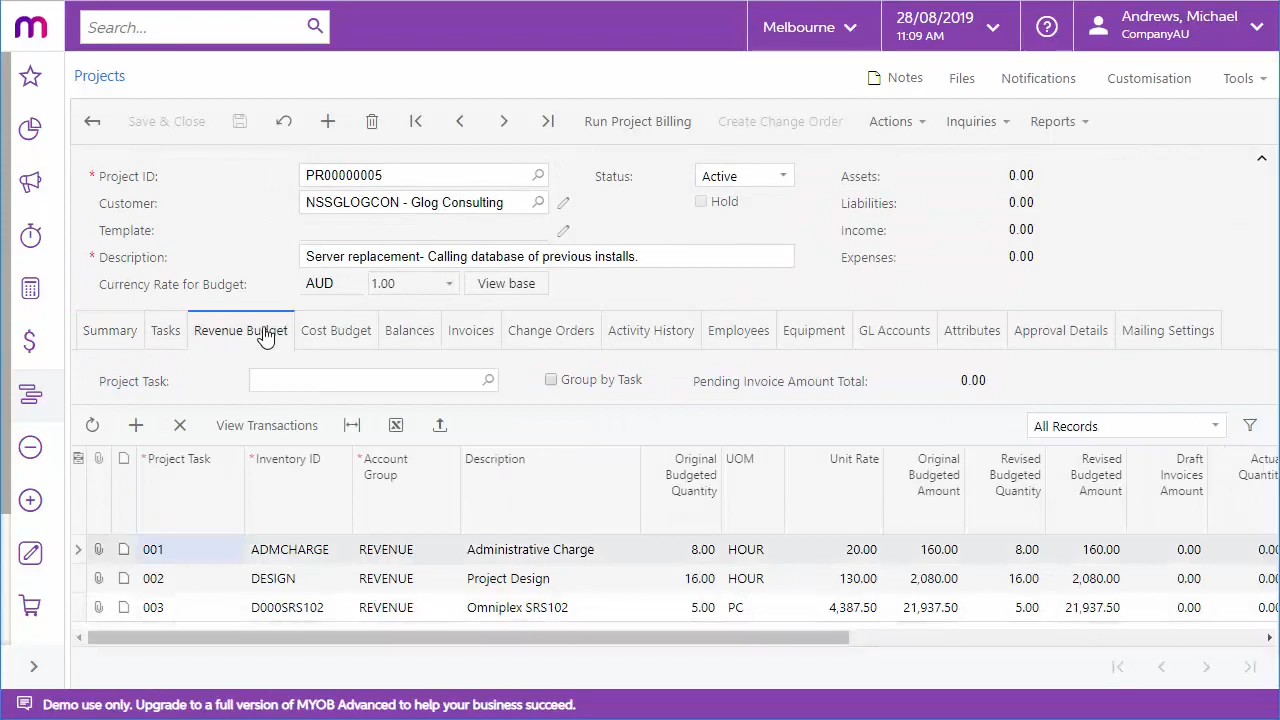 Search...
Melbourne
28/08/2019
11:09 AM
Andrews, Michael
CompanyAU
Projects
Notes Files Notifications Customisation Tools
Save & Close Run Project Billing Create Change Order Actions Inquiries Reports
* Project ID: PR00000005 Status: Active Assets: 0.00
Customer: NSSGLOGCON - Glog Consulting Hold Liabilities: 0.00
Template: Income: 0.00
* Description: Server replacement- Calling database of previous installs. Expenses: 0.00
Currency Rate for Budget: AUD 1.00 View base
Summary Tasks Revenue Budget Cost Budget Balances Invoices Change Orders Activity History Employees Equipment GL Accounts Attributes Approval Details Mailing Settings
Project Task: Group by Task Pending Invoice Amount Total: 0.00
View Transactions All Records
*Project Task *Inventory ID *Account Group Description Original Budgeted Quantity UOM Unit Rate Original Budgeted Amount Revised Budgeted Quantity Revised Budgeted Amount Draft Invoices Amount
001 ADMCHARGE REVENUE Administrative Charge 8.00 HOUR 20.00 160.00 8.00 160.00 0.00
002 DESIGN REVENUE Project Design 16.00 HOUR 130.00 2,080.00 16.00 2,080.00 0.00
003 D000SRS102 REVENUE Omniplex SRS102 5.00 PC 4,387.50 21,937.50 5.00 21,937.50 0.00
Demo use only. Upgrade to a full version of MYOB Advanced to help your business succeed.